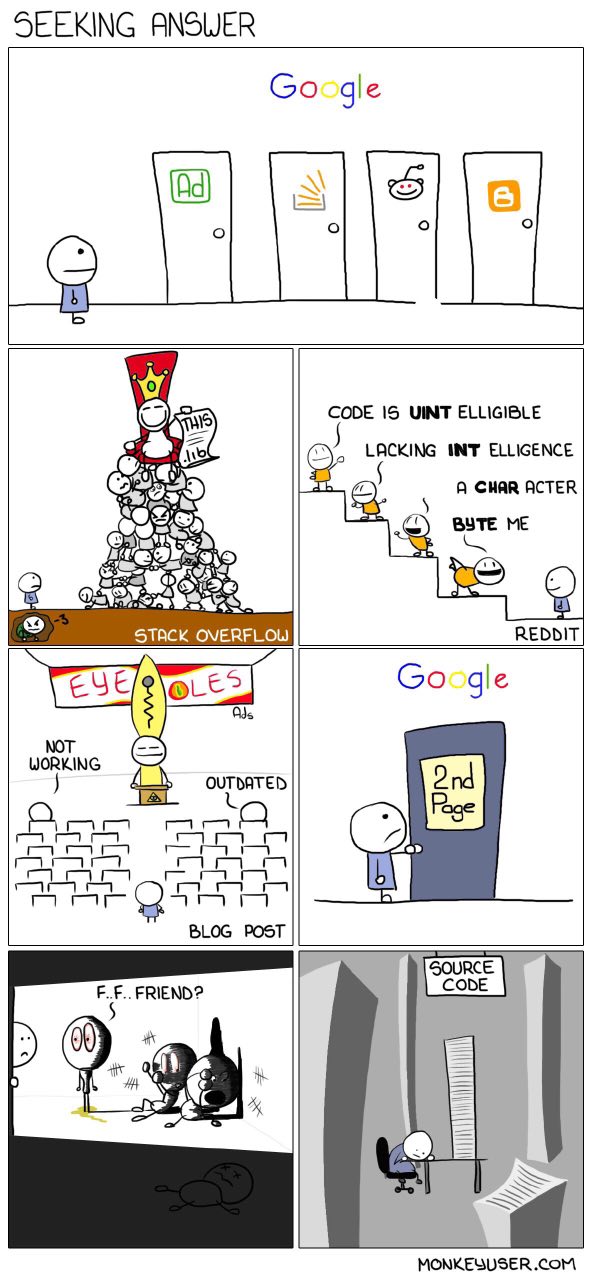 SEEKING ANSWER
Google
Ad
THIS
.lib
-3
STACK OVERFLOW
CODE IS UINT ELLIGIBLE
LACKING INT ELLIGENCE
A CHAR ACTER
BYTE ME
REDDIT
EYE OLES
Ads
NOT
WORKING
OUTDATED
BLOG POST
Google
2nd
Page
F..F.. FRIEND?
SOURCE
CODE
MONKEYUSER.COM